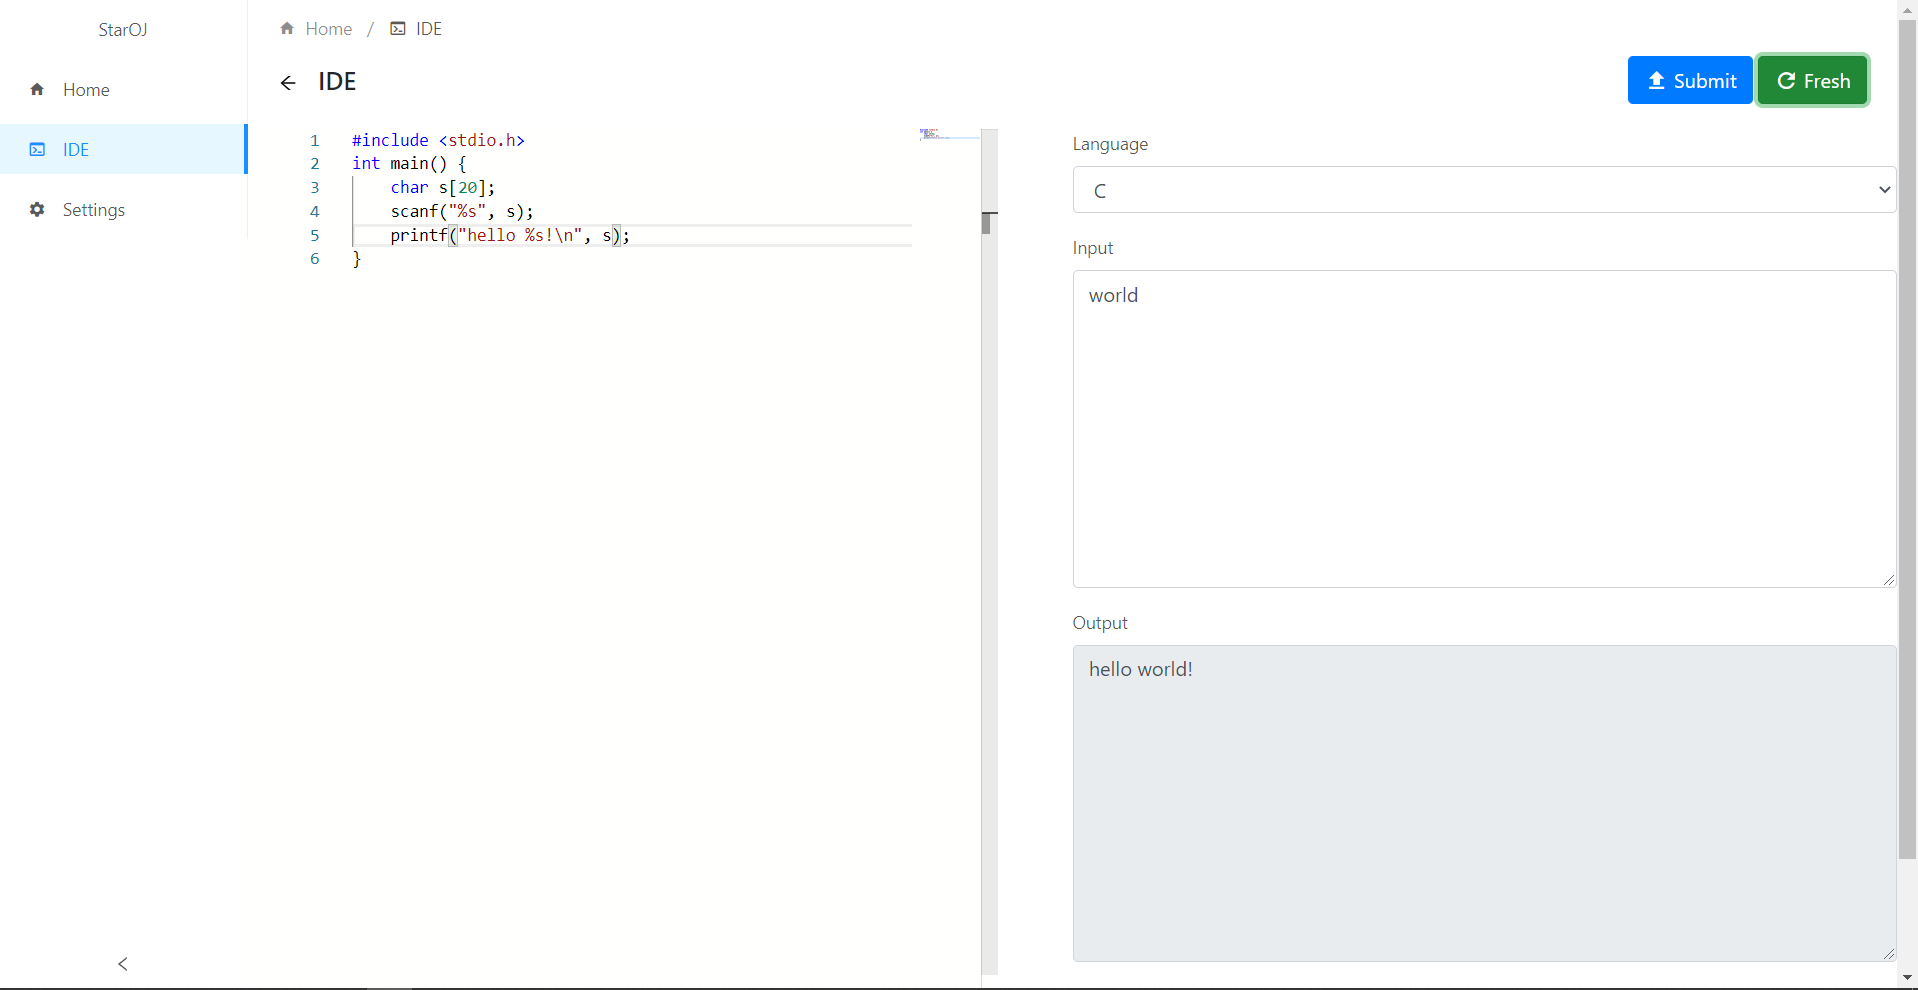 StarOJ
Home
IDE
Settings
Home / IDE
IDE
Submit
Fresh
1 #include <stdio.h>
2 int main() {
3     char s[20];
4     scanf("%s", s);
5     printf("hello %s!\n", s);
6 }
Language
C
Input
world
Output
hello world!